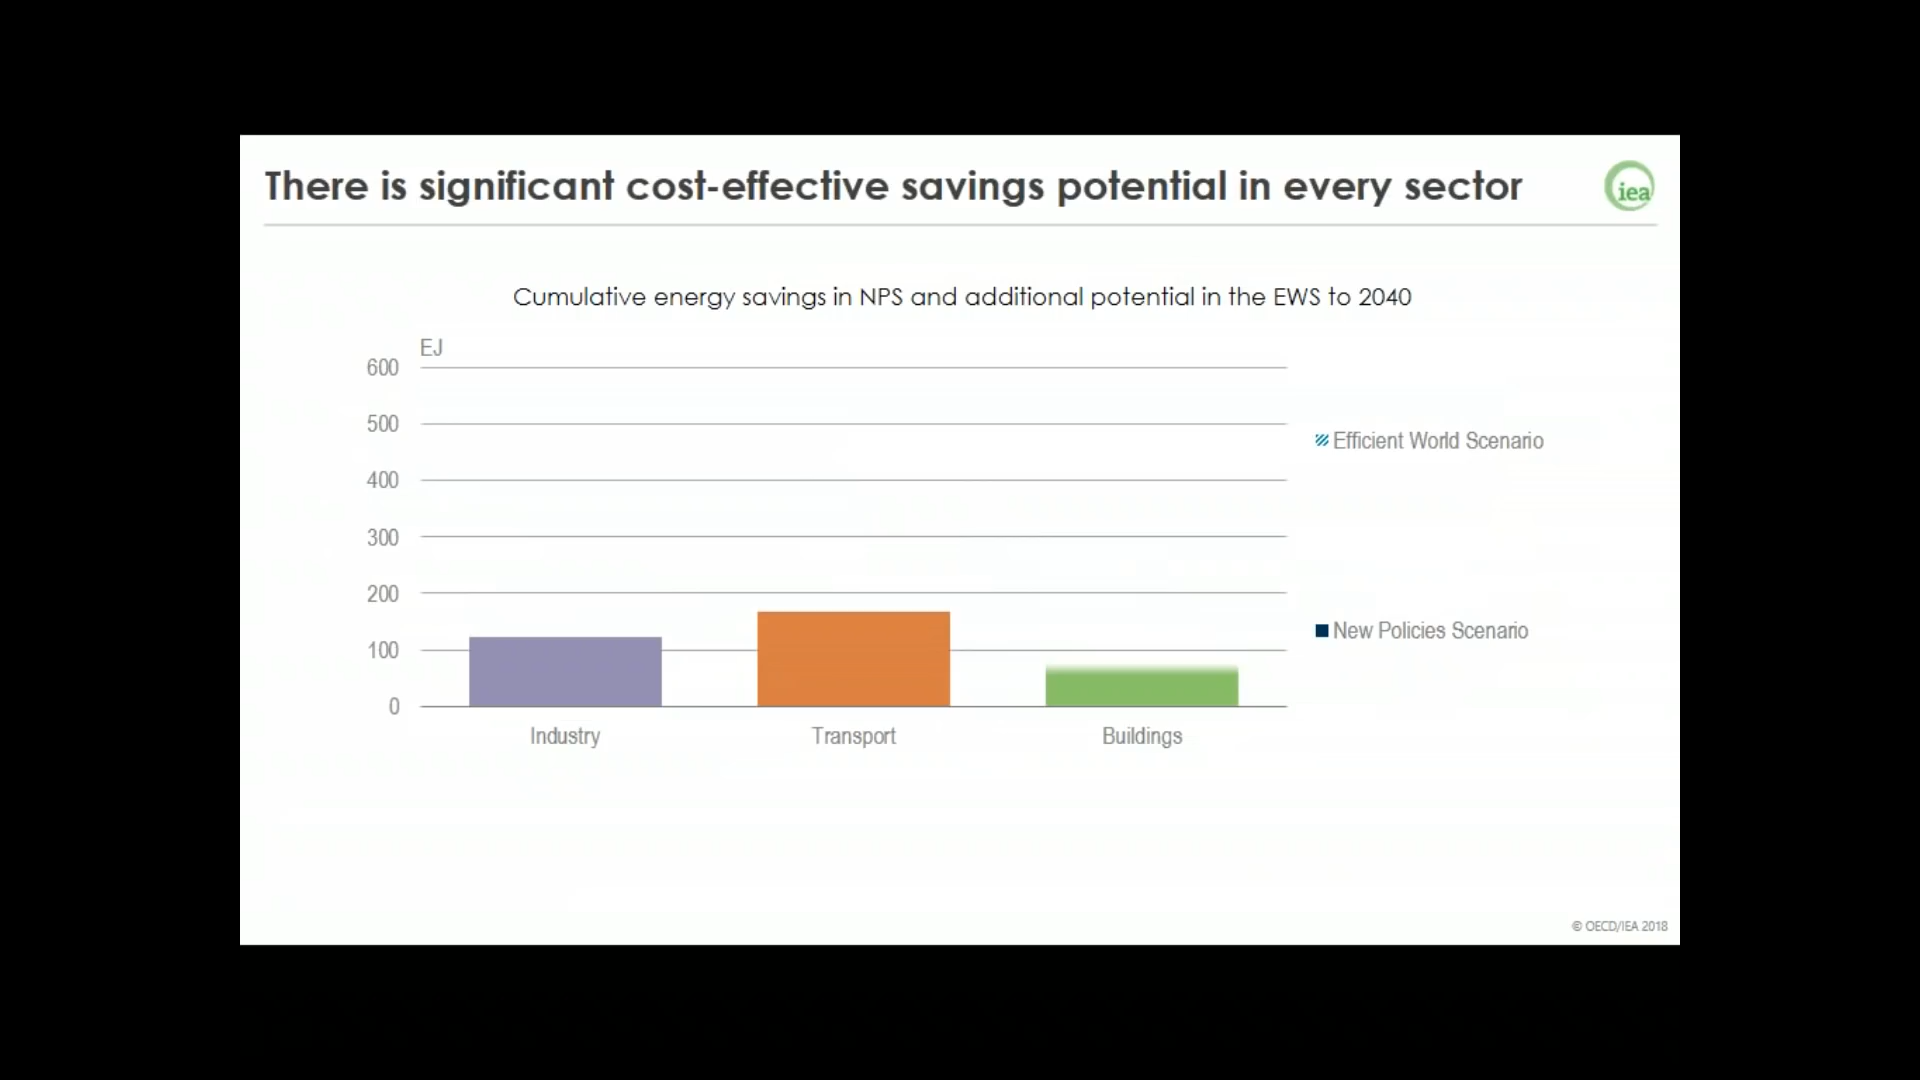 There is significant cost-effective savings potential in every sector
iea
Cumulative energy savings in NPS and additional potential in the EWS to 2040
EJ
600
500
400
300
200
100
0
Industry
Transport
Buildings
Efficient World Scenario
New Policies Scenario
© OECD/IEA 2018